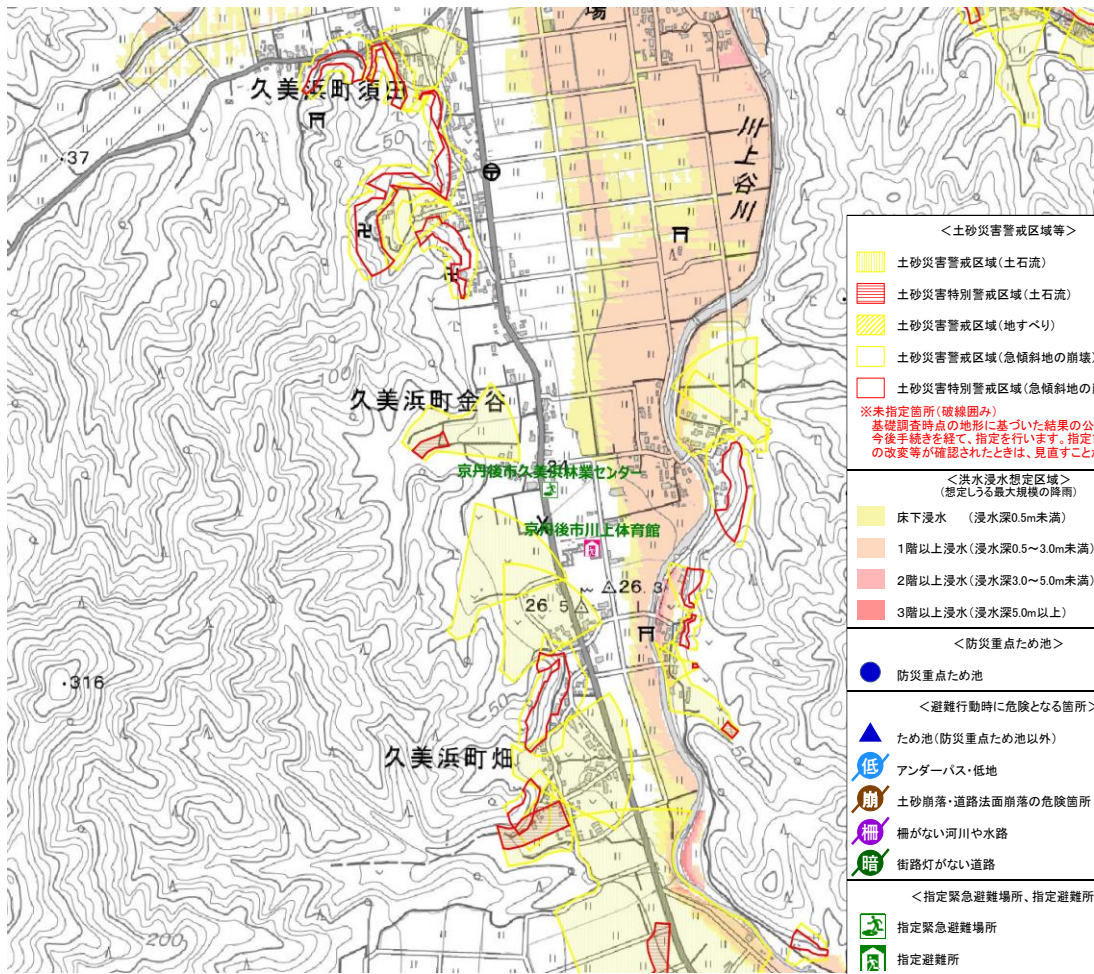 場
久美浜町須田
37
50
川上谷川
100
久美浜町金谷
24
京丹後市久美浜林業センター
京丹後市川上体育館
26.3
26.5
316
久美浜町畑
50
200
＜土砂災害警戒区域等＞
土砂災害警戒区域(土石流)
土砂災害特別警戒区域(土石流)
土砂災害警戒区域(地すべり)
土砂災害警戒区域(急傾斜地の崩壊)
土砂災害特別警戒区域(急傾斜地の
※未指定箇所(破線囲み)
基礎調査時点の地形に基づいた結果の公
今後手続きを経て、指定を行います。指定
の改変等が確認されたときは、見直すこと
＜洪水浸水想定区域＞
(想定しうる最大規模の降雨)
床下浸水 (浸水深0.5m未満)
1階以上浸水(浸水深0.5～3.0m未満)
2階以上浸水(浸水深3.0～5.0m未満)
3階以上浸水(浸水深5.0m以上)
＜防災重点ため池＞
防災重点ため池
＜避難行動時に危険となる箇所＞
ため池(防災重点ため池以外)
低 アンダーパス・低地
崩 土砂崩落・道路法面崩落の危険箇所
柵 柵がない河川や水路
暗 街路灯がない道路
＜指定緊急避難場所、指定避難所
指定緊急避難場所
指定避難所